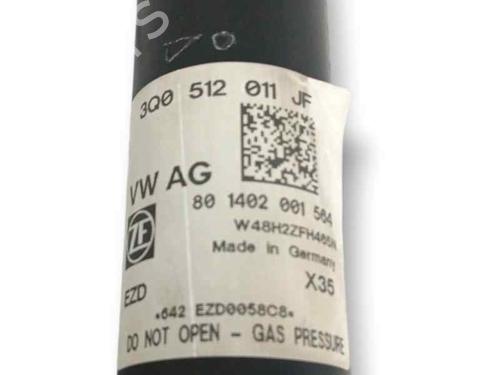 3Q0 512 011 JF
VW AG
80 1402 001 564
W48H2ZFH465N
ZF
Made in Germany
EZD
X35
*642 EZD0058C8*
DO NOT OPEN - GAS PRESSURE